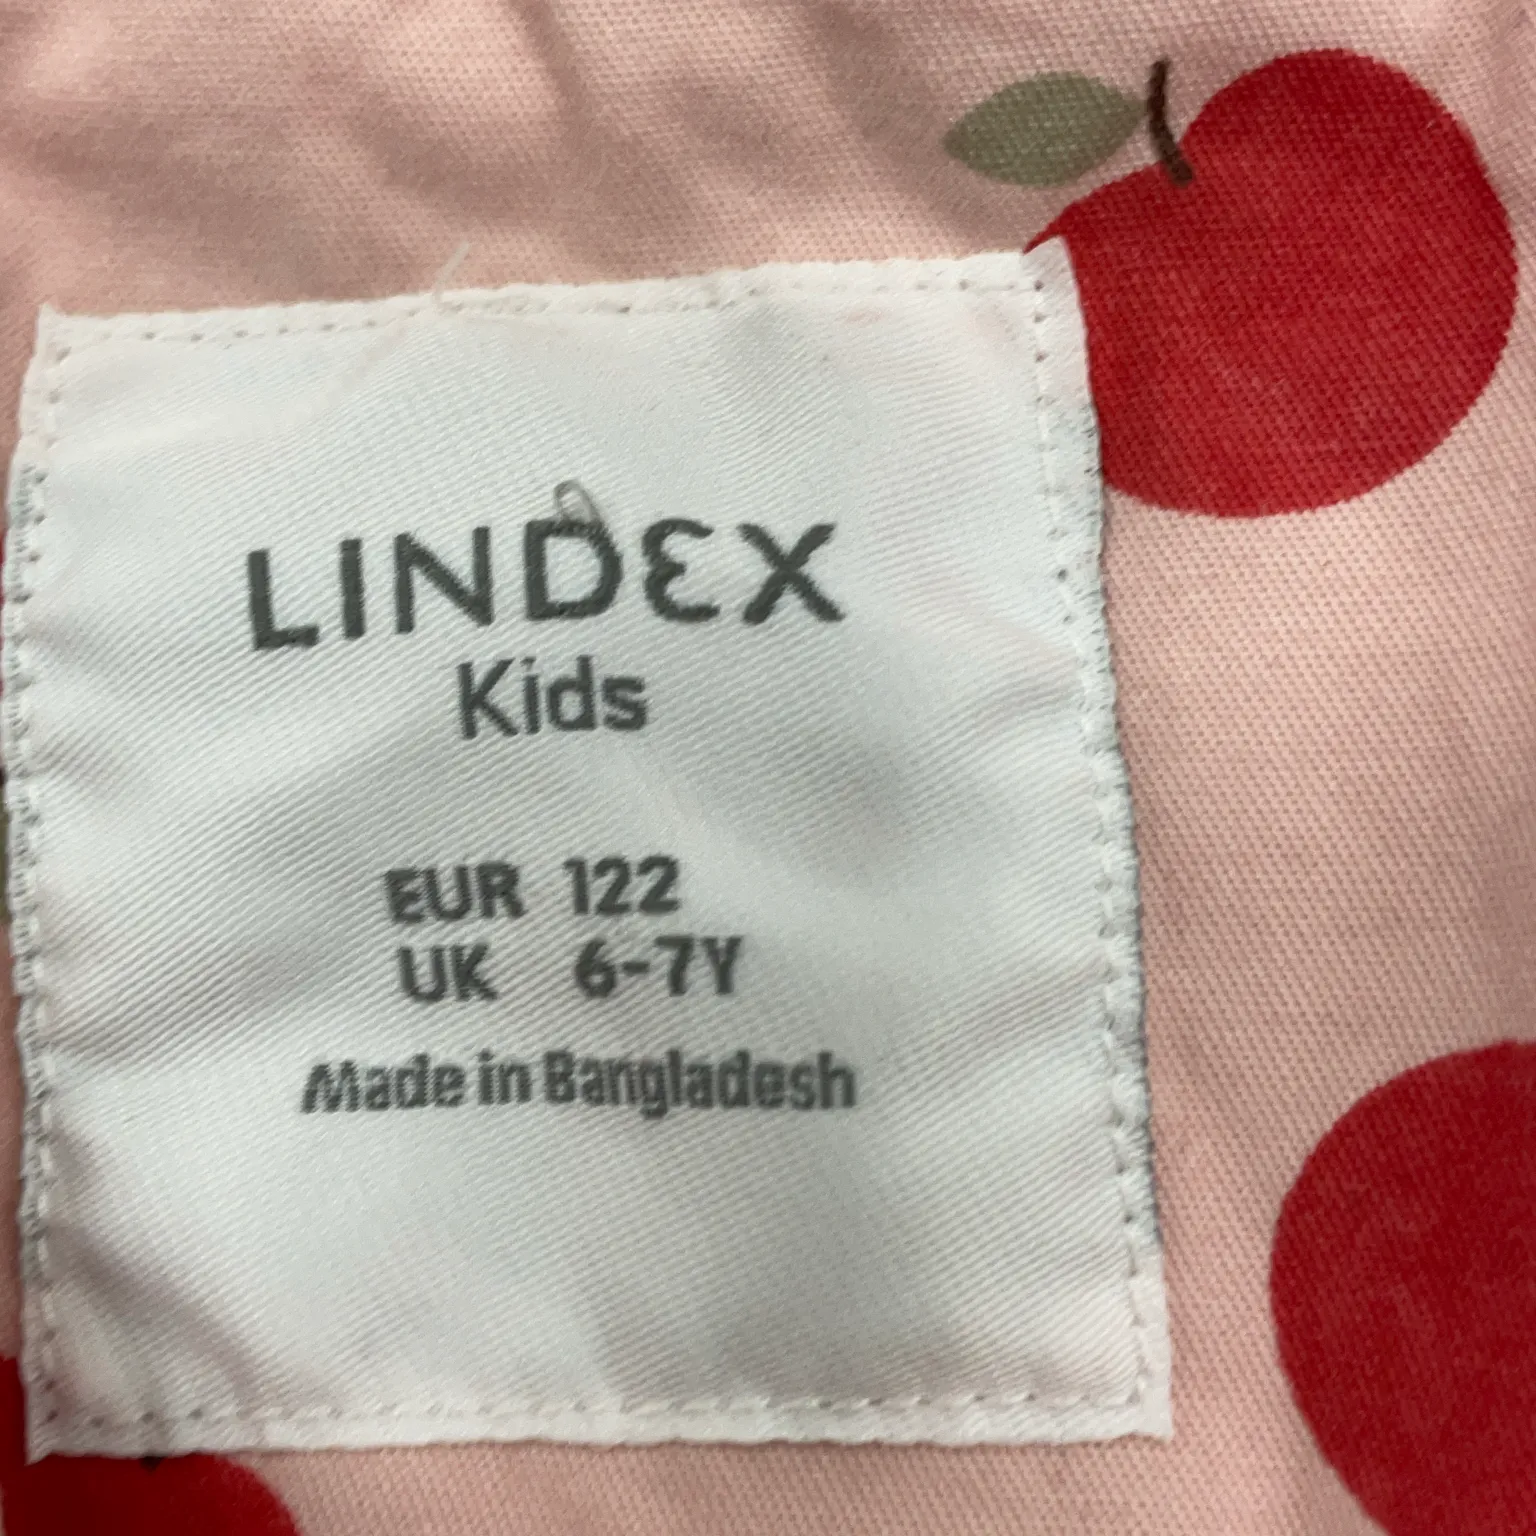 LINDEX
Kids
EUR 122
UK 6-7Y
Made in Bangladesh